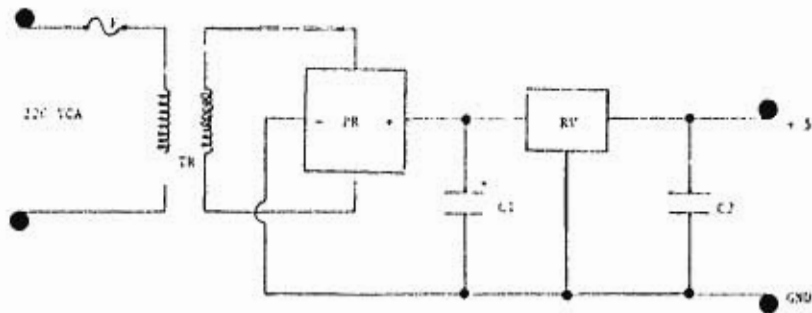 F
220 VCA
TR
- PR +
RV
+ 5
+
C1
C2
GND